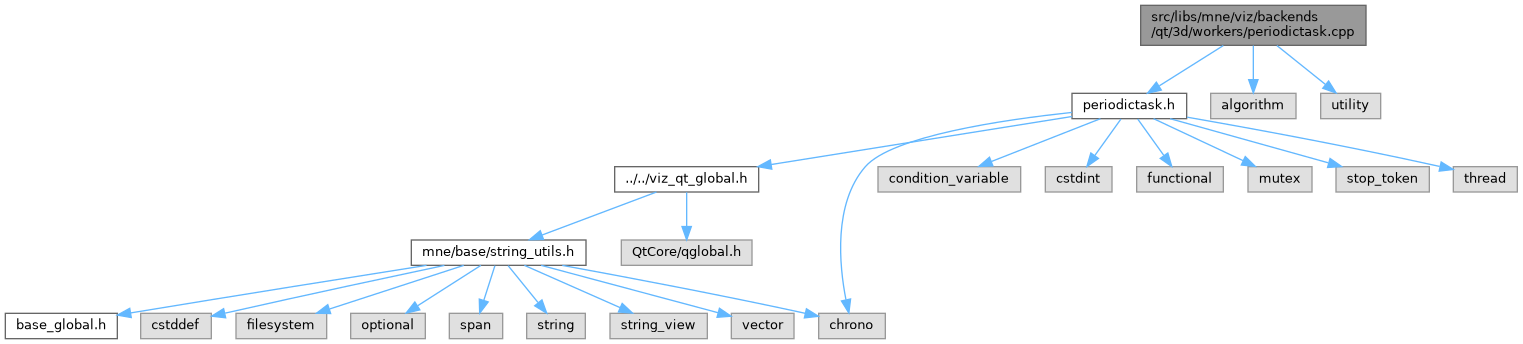 src/libs/mne/viz/backends
/qt/3d/workers/periodictask.cpp
periodictask.h
algorithm
utility
../../viz_qt_global.h
condition_variable
cstdint
functional
mutex
stop_token
thread
mne/base/string_utils.h
QtCore/qglobal.h
base_global.h
cstddef
filesystem
optional
span
string
string_view
vector
chrono